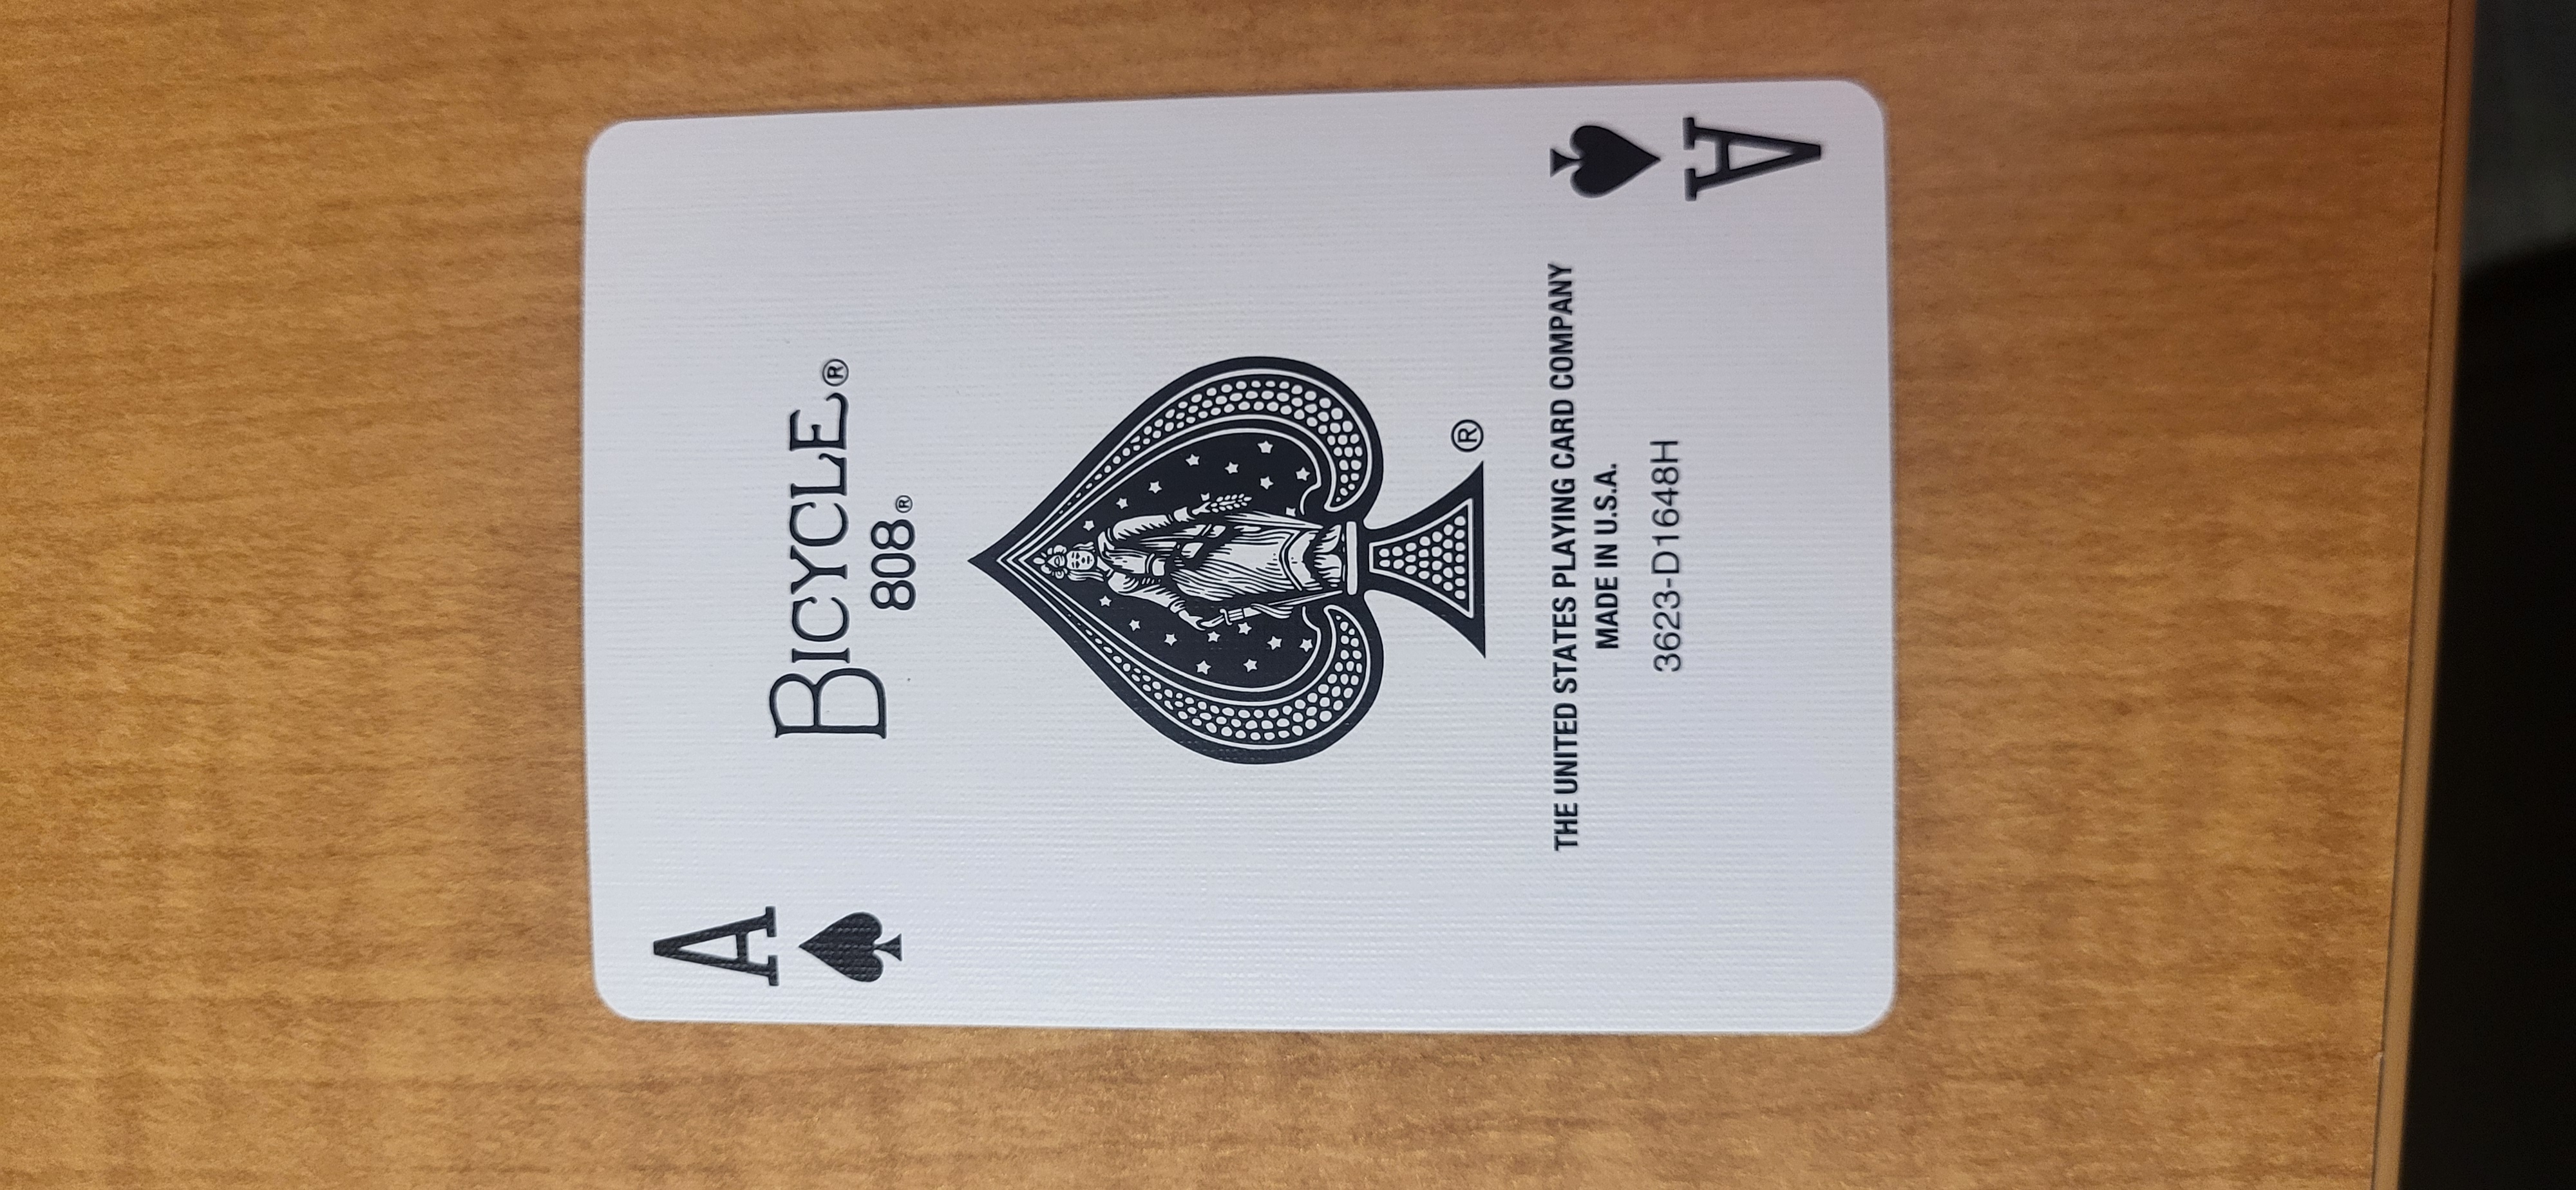 A
BICYCLE®
808®
®
THE UNITED STATES PLAYING CARD COMPANY
MADE IN U.S.A.
3623-D1648H
A